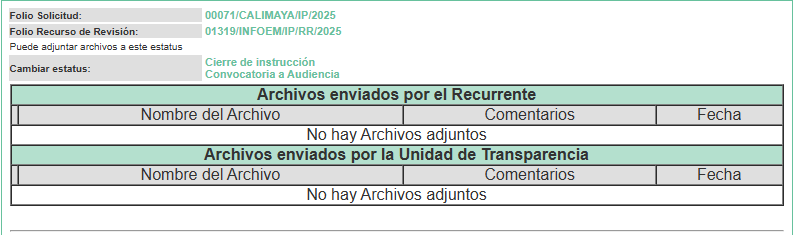 Folio Solicitud: 00071/CALIMAYA/IP/2025
Folio Recurso de Revisión: 01319/INFOEM/IP/RR/2025
Puede adjuntar archivos a este estatus
Cambiar estatus: Cierre de instrucción
Convocatoria a Audiencia
Archivos enviados por el Recurrente
Nombre del Archivo Comentarios Fecha
No hay Archivos adjuntos
Archivos enviados por la Unidad de Transparencia
Nombre del Archivo Comentarios Fecha
No hay Archivos adjuntos